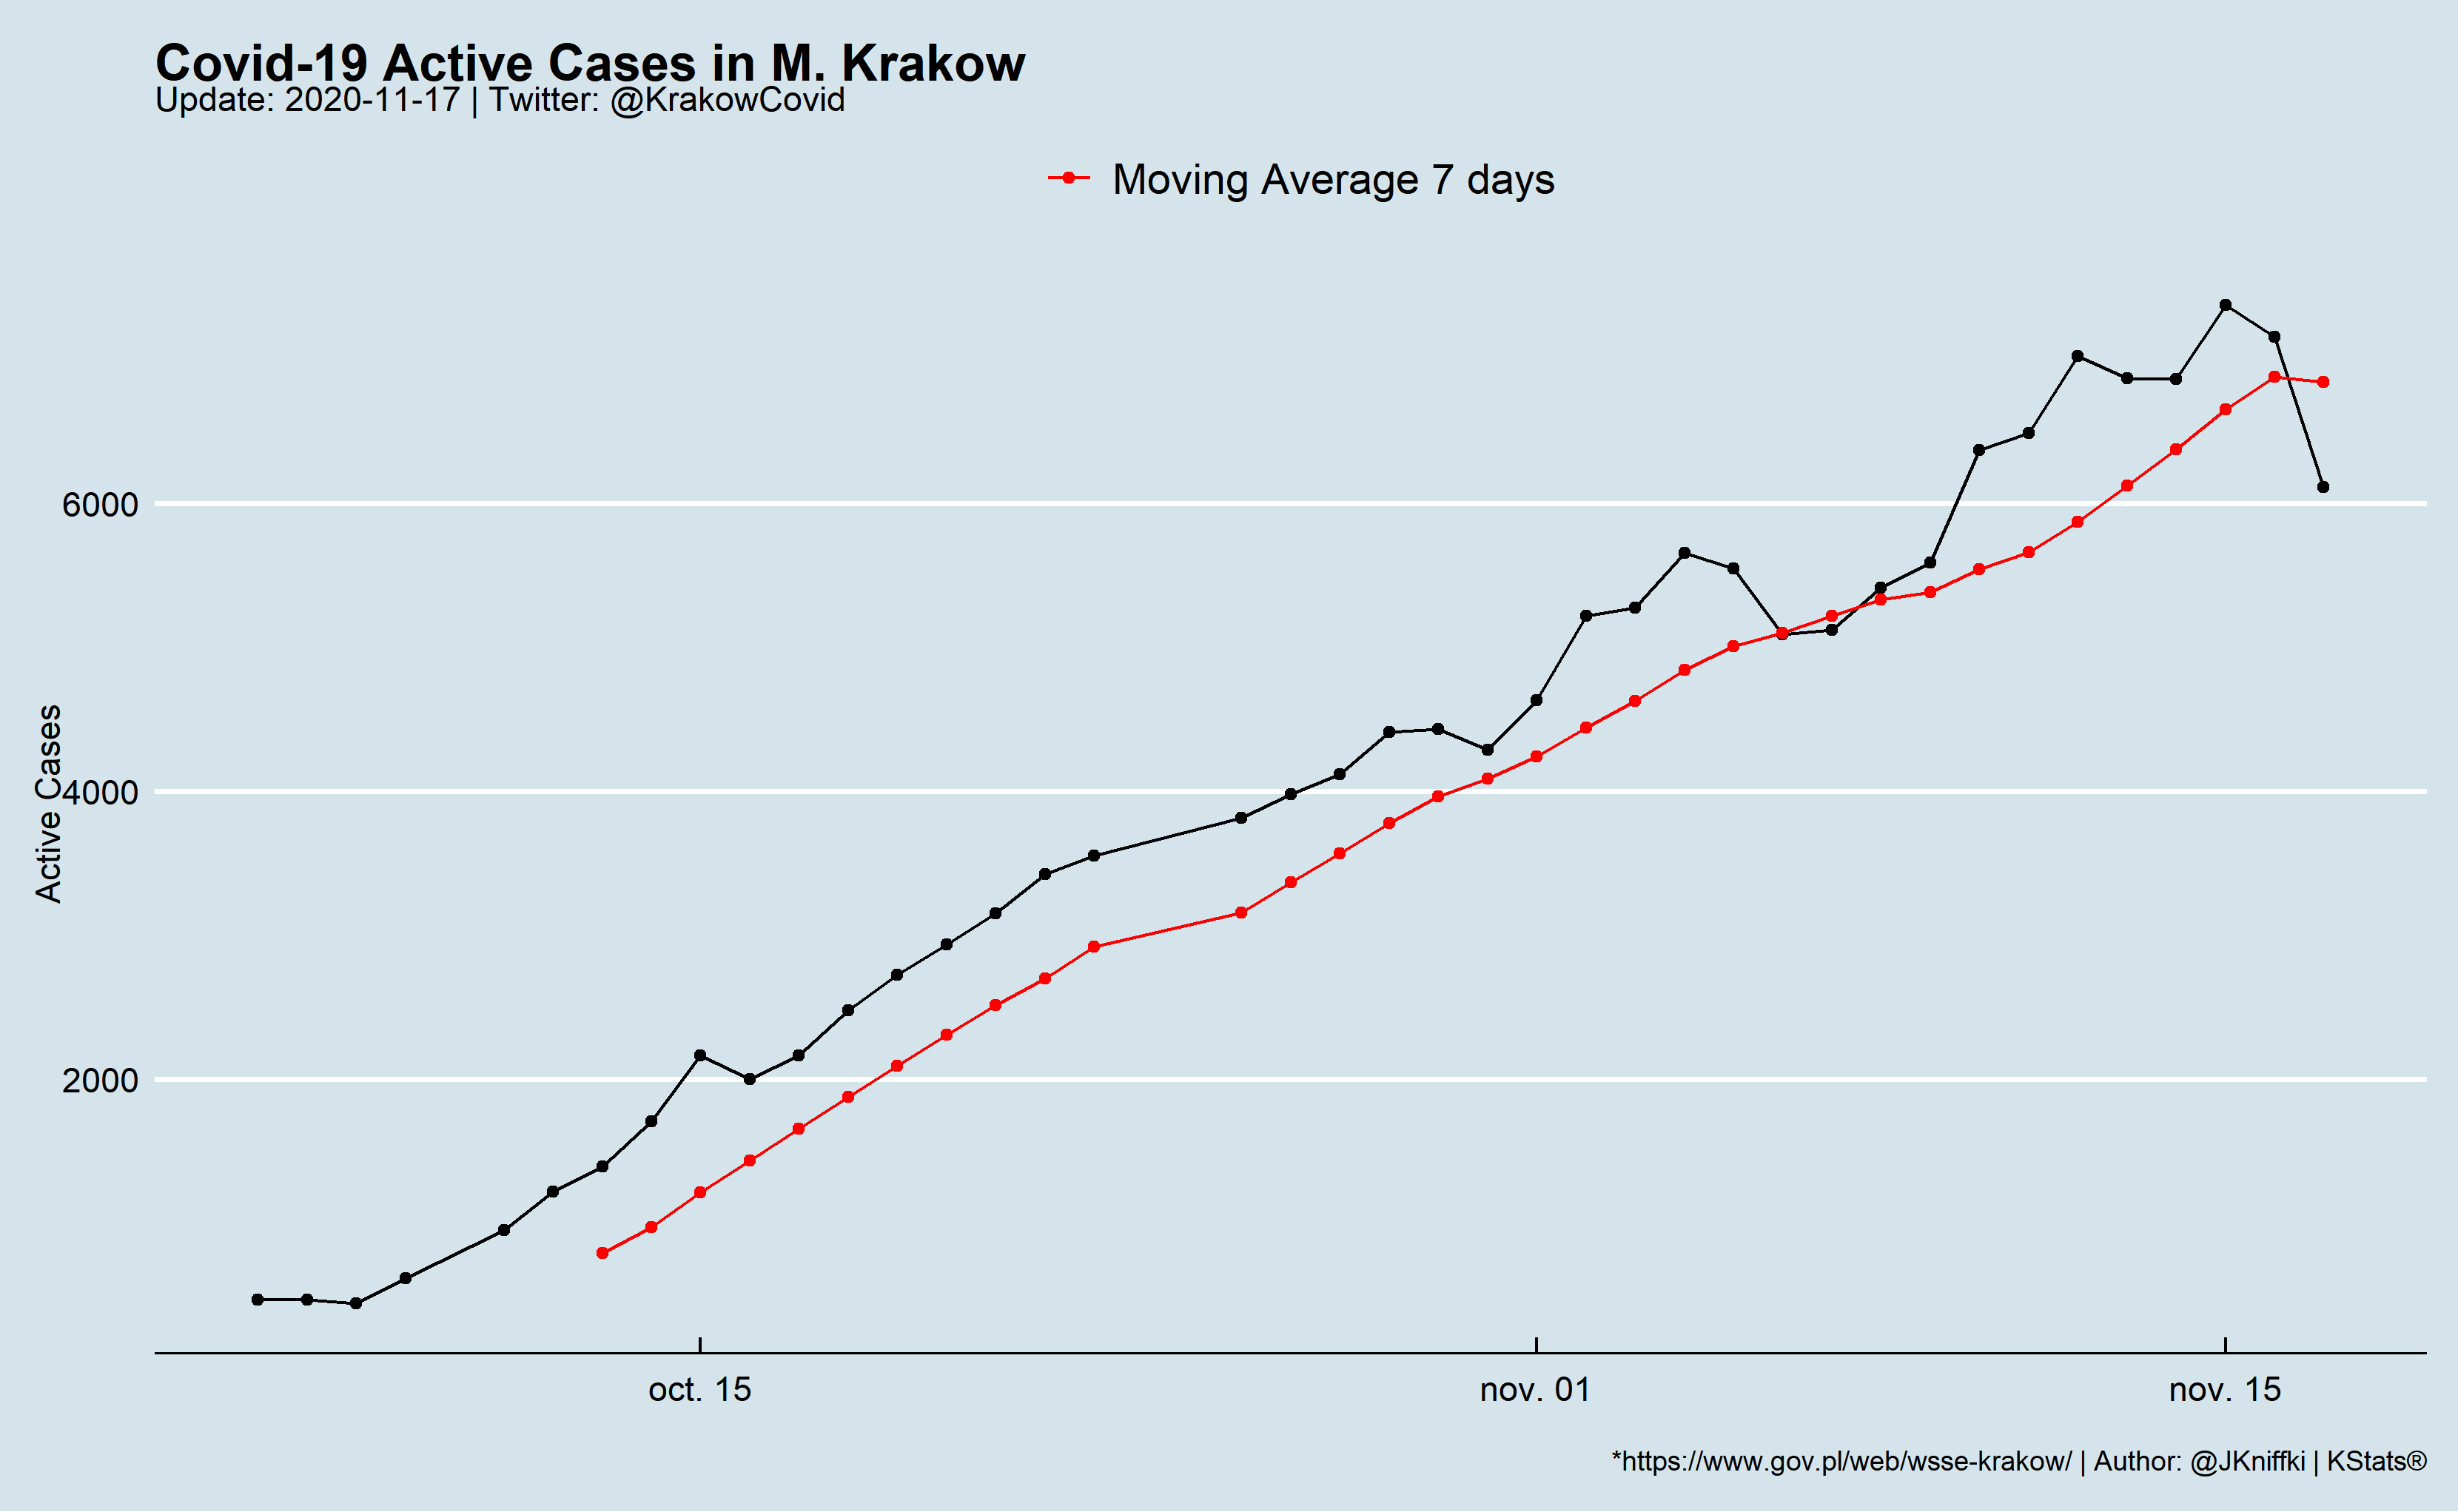 Covid-19 Active Cases in M. Krakow
Update: 2020-11-17 | Twitter: @KrakowCovid
Moving Average 7 days
Active Cases
6000
4000
2000
oct. 15
nov. 01
nov. 15
*https://www.gov.pl/web/wsse-krakow/ | Author: @JKniffki | KStats®